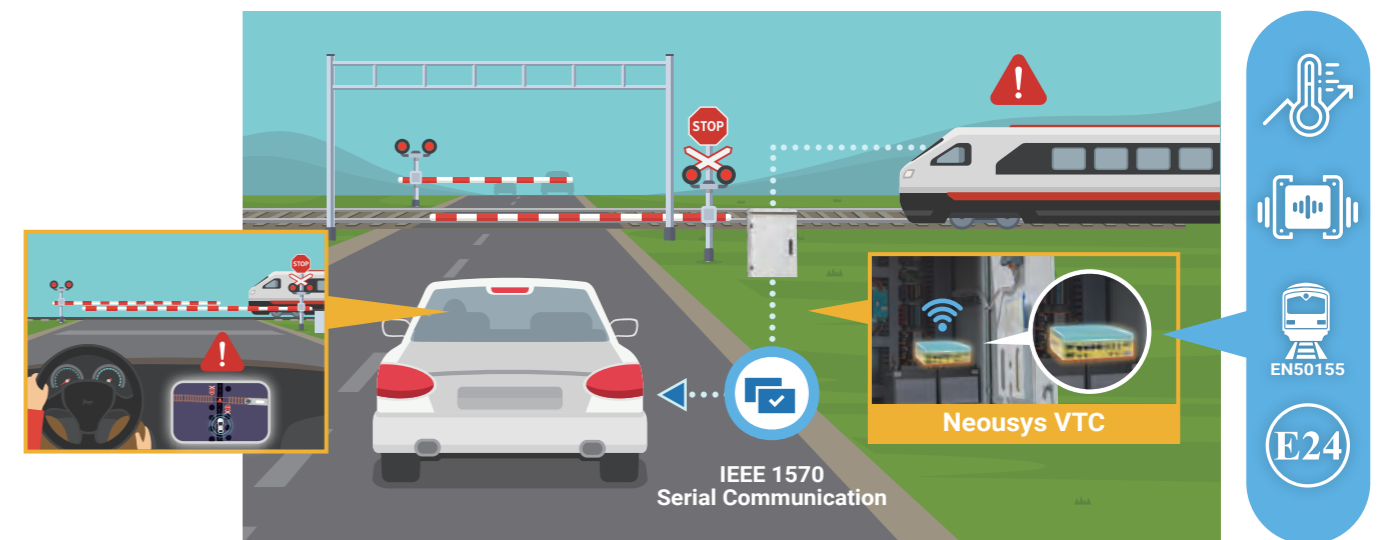 STOP
STOP
Neousys VTC
IEEE 1570
Serial Communication
EN50155
E24